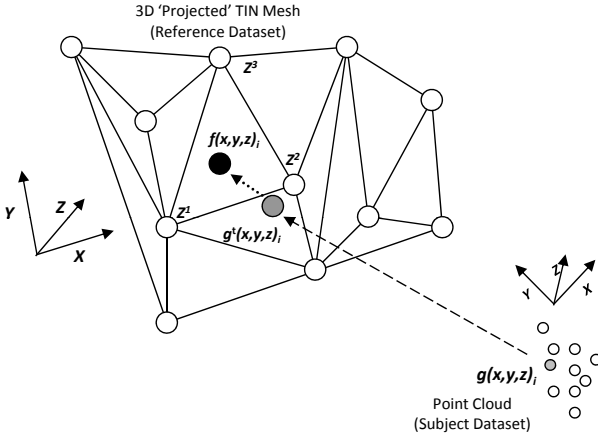 3D 'Projected' TIN Mesh
(Reference Dataset)
Z³
f(x,y,z)ᵢ
Z²
Z¹
gᵗ(x,y,z)ᵢ
Y
Z
X
Y
Z
X
g(x,y,z)ᵢ
Point Cloud
(Subject Dataset)